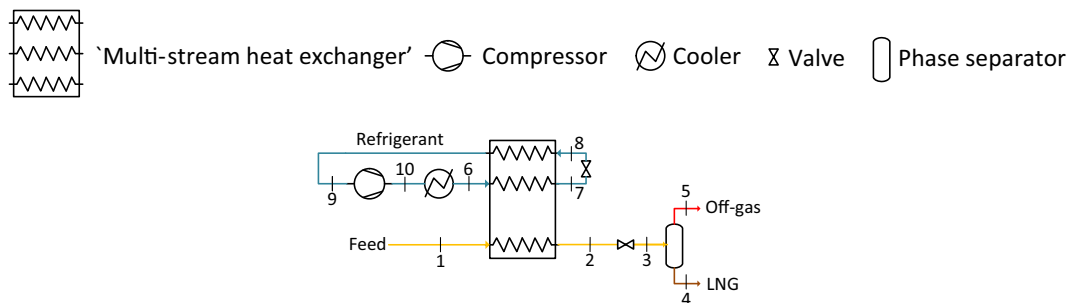 ‘Multi-stream heat exchanger’ Compressor Cooler Valve Phase separator
Refrigerant
8
9 10 6 7
5
Off-gas
Feed
1 2 3
LNG
4